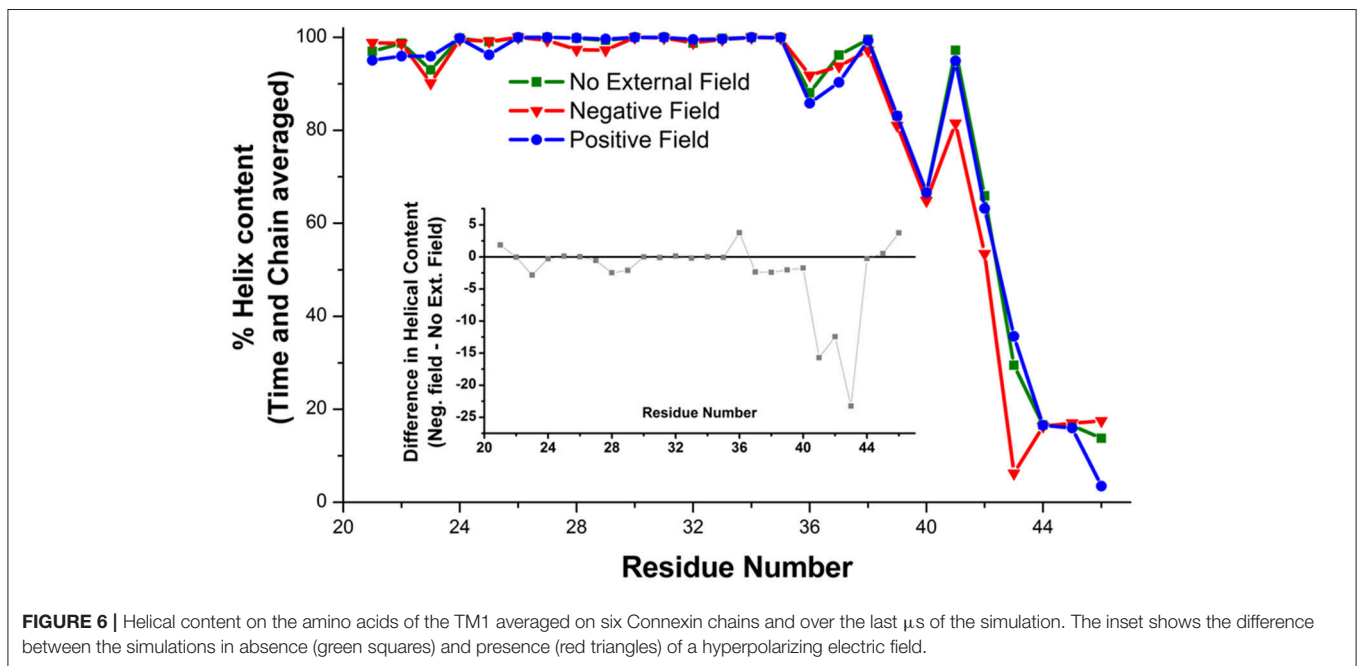 % Helix content
(Time and Chain averaged)
100
80
60
40
20
0
No External Field
Negative Field
Positive Field
Difference in Helical Content
(Neg. field - No Ext. Field)
5
0
-5
-10
-15
-20
-25
Residue Number
20 24 28 32 36 40 44
20 24 28 32 36 40 44
Residue Number
FIGURE 6 | Helical content on the amino acids of the TM1 averaged on six Connexin chains and over the last μs of the simulation. The inset shows the difference
between the simulations in absence (green squares) and presence (red triangles) of a hyperpolarizing electric field.